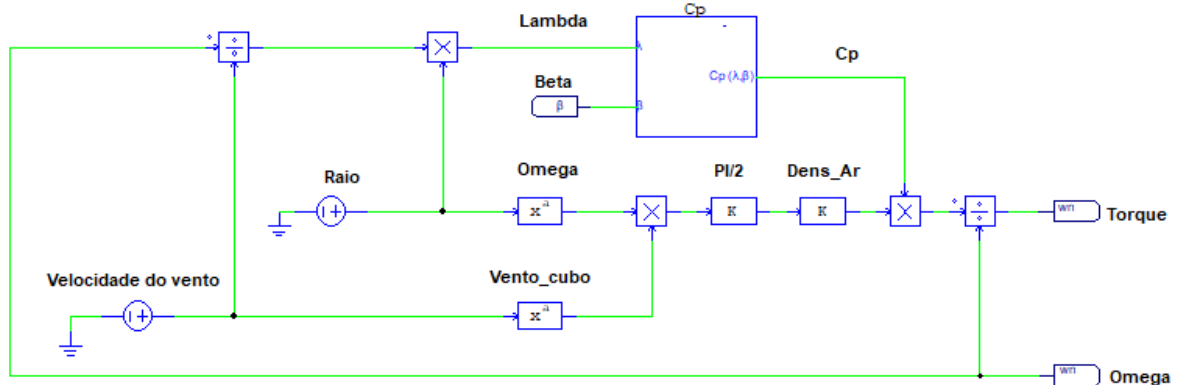 Cp
Lambda
Cp
λ
Cp (λ,β)
Beta
β
β
Omega
PI/2
Dens_Ar
Raio
x^a
K
K
wn
Torque
Velocidade do vento
Vento_cubo
x^a
wn
Omega